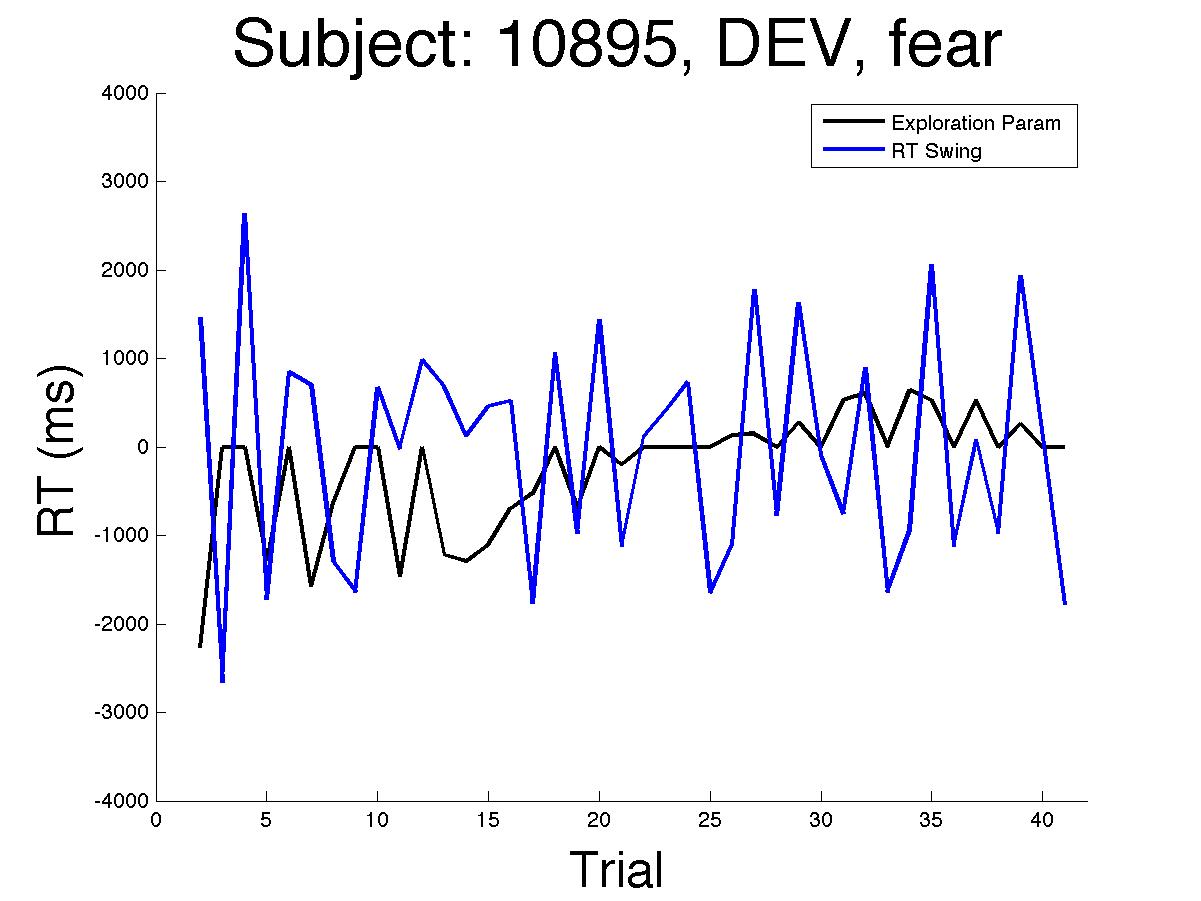 Subject: 10895, DEV, fear
Exploration Param
RT Swing
4000
3000
2000
1000
0
-1000
-2000
-3000
-4000
RT (ms)
0 5 10 15 20 25 30 35 40
Trial